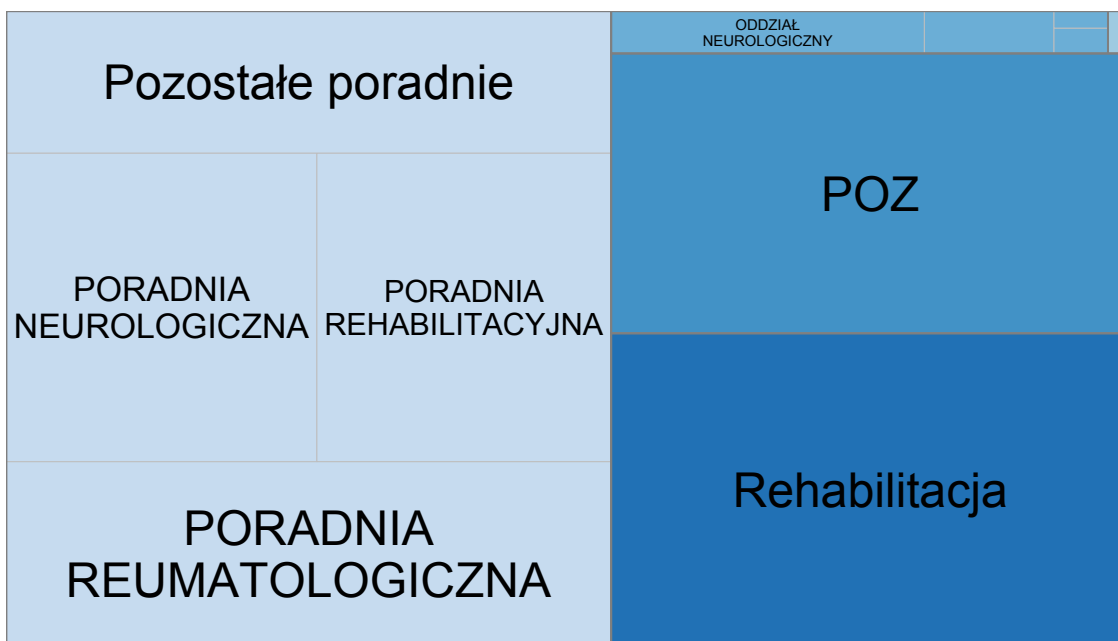 Pozostałe poradnie
PORADNIA
NEUROLOGICZNA
PORADNIA
REHABILITACYJNA
PORADNIA
REUMATOLOGICZNA
ODDZIAŁ
NEUROLOGICZNY
POZ
Rehabilitacja